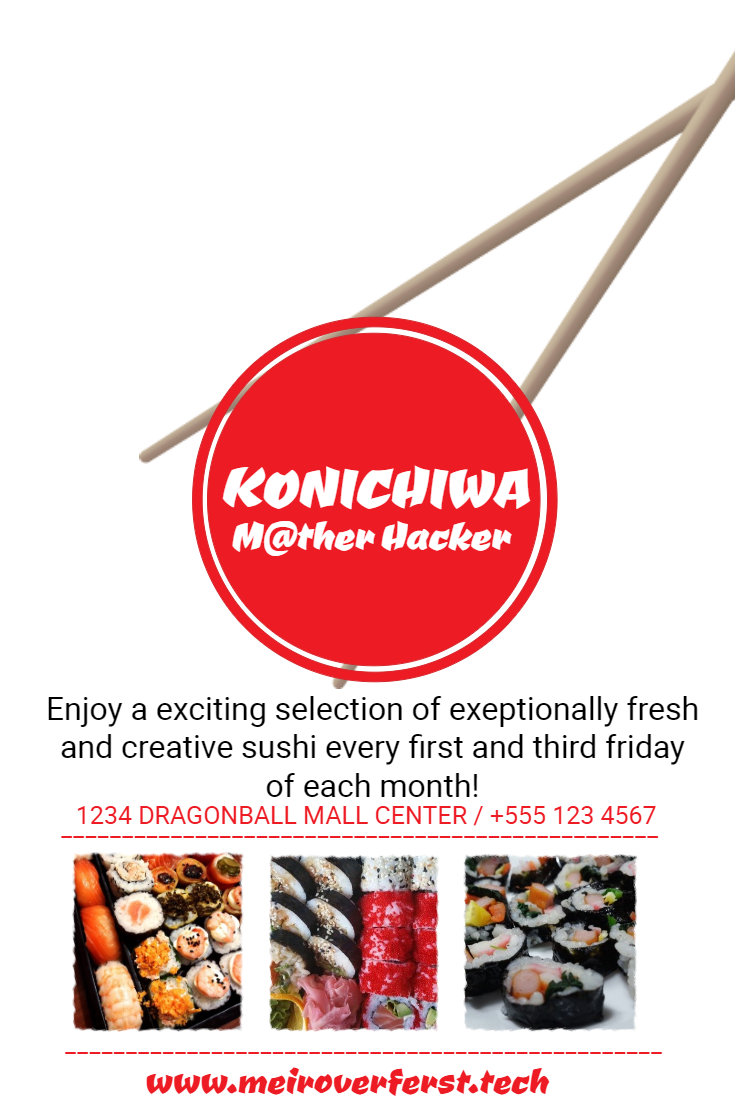 KONICHIWA
M@ther Hacker
Enjoy a exciting selection of exeptionally fresh
and creative sushi every first and third friday
of each month!
1234 DRAGONBALL MALL CENTER / +555 123 4567
www.meiroverferst.tech